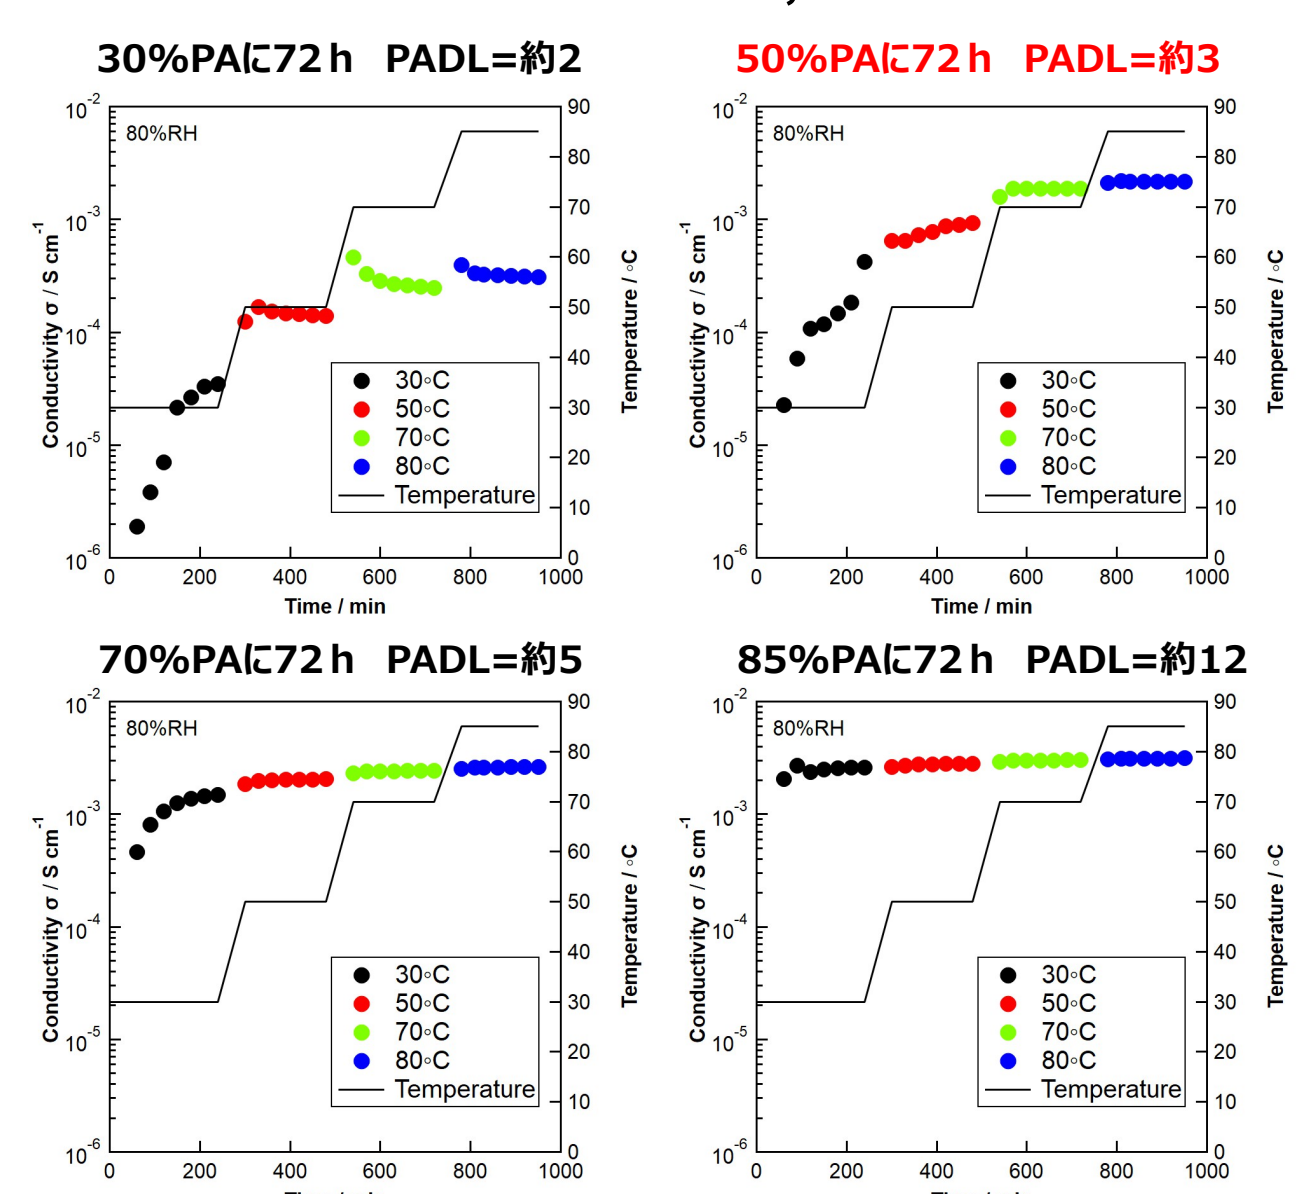 30%PAに72ｈ PADL=約2
10-2
10-3
10-4
10-5
10-6
Conductivity σ / S cm-1
80%RH
30◦C
50◦C
70◦C
80◦C
Temperature
90
80
70
60
50
40
30
20
10
0
Temperature / ◦C
0 200 400 600 800 1000
Time / min
50%PAに72ｈ PADL=約3
10-2
10-3
10-4
10-5
10-6
Conductivity σ / S cm-1
80%RH
30◦C
50◦C
70◦C
80◦C
Temperature
90
80
70
60
50
40
30
20
10
0
Temperature / ◦C
0 200 400 600 800 1000
Time / min
70%PAに72ｈ PADL=約5
10-2
10-3
10-4
10-5
10-6
Conductivity σ / S cm-1
80%RH
30◦C
50◦C
70◦C
80◦C
Temperature
90
80
70
60
50
40
30
20
10
0
Temperature / ◦C
0 200 400 600 800 1000
85%PAに72ｈ PADL=約12
10-2
10-3
10-4
10-5
10-6
Conductivity σ / S cm-1
80%RH
30◦C
50◦C
70◦C
80◦C
Temperature
90
80
70
60
50
40
30
20
10
0
Temperature / ◦C
0 200 400 600 800 1000